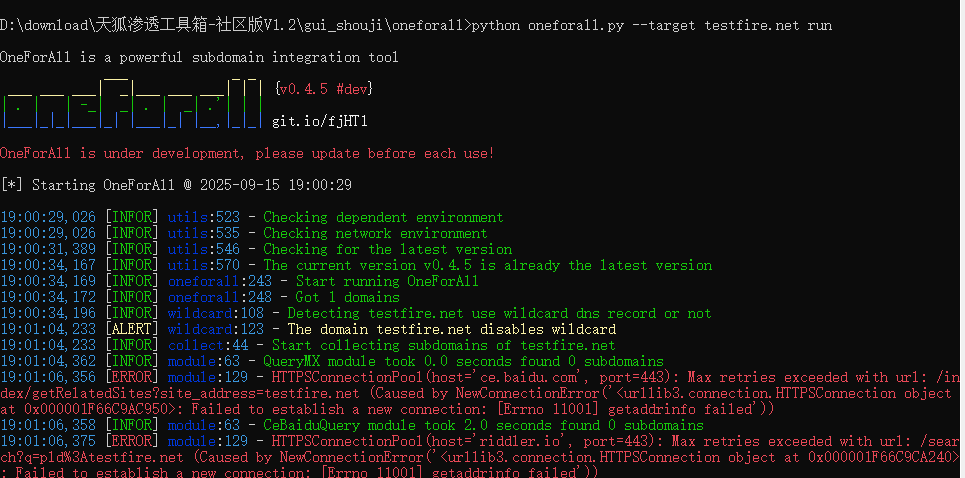 D:\download\天狐渗透工具箱-社区版V1.2\gui_shouji\oneforall>python oneforall.py --target testfire.net run
OneForAll is a powerful subdomain integration tool
{v0.4.5 #dev}
git.io/fjHT1
OneForAll is under development, please update before each use!
[*] Starting OneForAll @ 2025-09-15 19:00:29
19:00:29,026 [INFOR] utils:523 - Checking dependent environment
19:00:29,026 [INFOR] utils:535 - Checking network environment
19:00:31,389 [INFOR] utils:546 - Checking for the latest version
19:00:34,167 [INFOR] utils:570 - The current version v0.4.5 is already the latest version
19:00:34,169 [INFOR] oneforall:243 - Start running OneForAll
19:00:34,172 [INFOR] oneforall:248 - Got 1 domains
19:00:34,196 [INFOR] wildcard:108 - Detecting testfire.net use wildcard dns record or not
19:01:04,233 [ALERT] wildcard:123 - The domain testfire.net disables wildcard
19:01:04,233 [INFOR] collect:44 - Start collecting subdomains of testfire.net
19:01:04,362 [INFOR] module:63 - QueryMX module took 0.0 seconds found 0 subdomains
19:01:06,356 [ERROR] module:129 - HTTPSConnectionPool(host='ce.baidu.com', port=443): Max retries exceeded with url: /in
dex/getRelatedSites?site_address=testfire.net (Caused by NewConnectionError('<urllib3.connection.HTTPSConnection object
at 0x000001F66C9AC950>: Failed to establish a new connection: [Errno 11001] getaddrinfo failed'))
19:01:06,358 [INFOR] module:63 - CeBaiduQuery module took 2.0 seconds found 0 subdomains
19:01:06,375 [ERROR] module:129 - HTTPSConnectionPool(host='riddler.io', port=443): Max retries exceeded with url: /sear
ch?q=pld%3Atestfire.net (Caused by NewConnectionError('<urllib3.connection.HTTPSConnection object at 0x000001F66C9CA240>
: Failed to establish a new connection: [Errno 11001] getaddrinfo failed'))